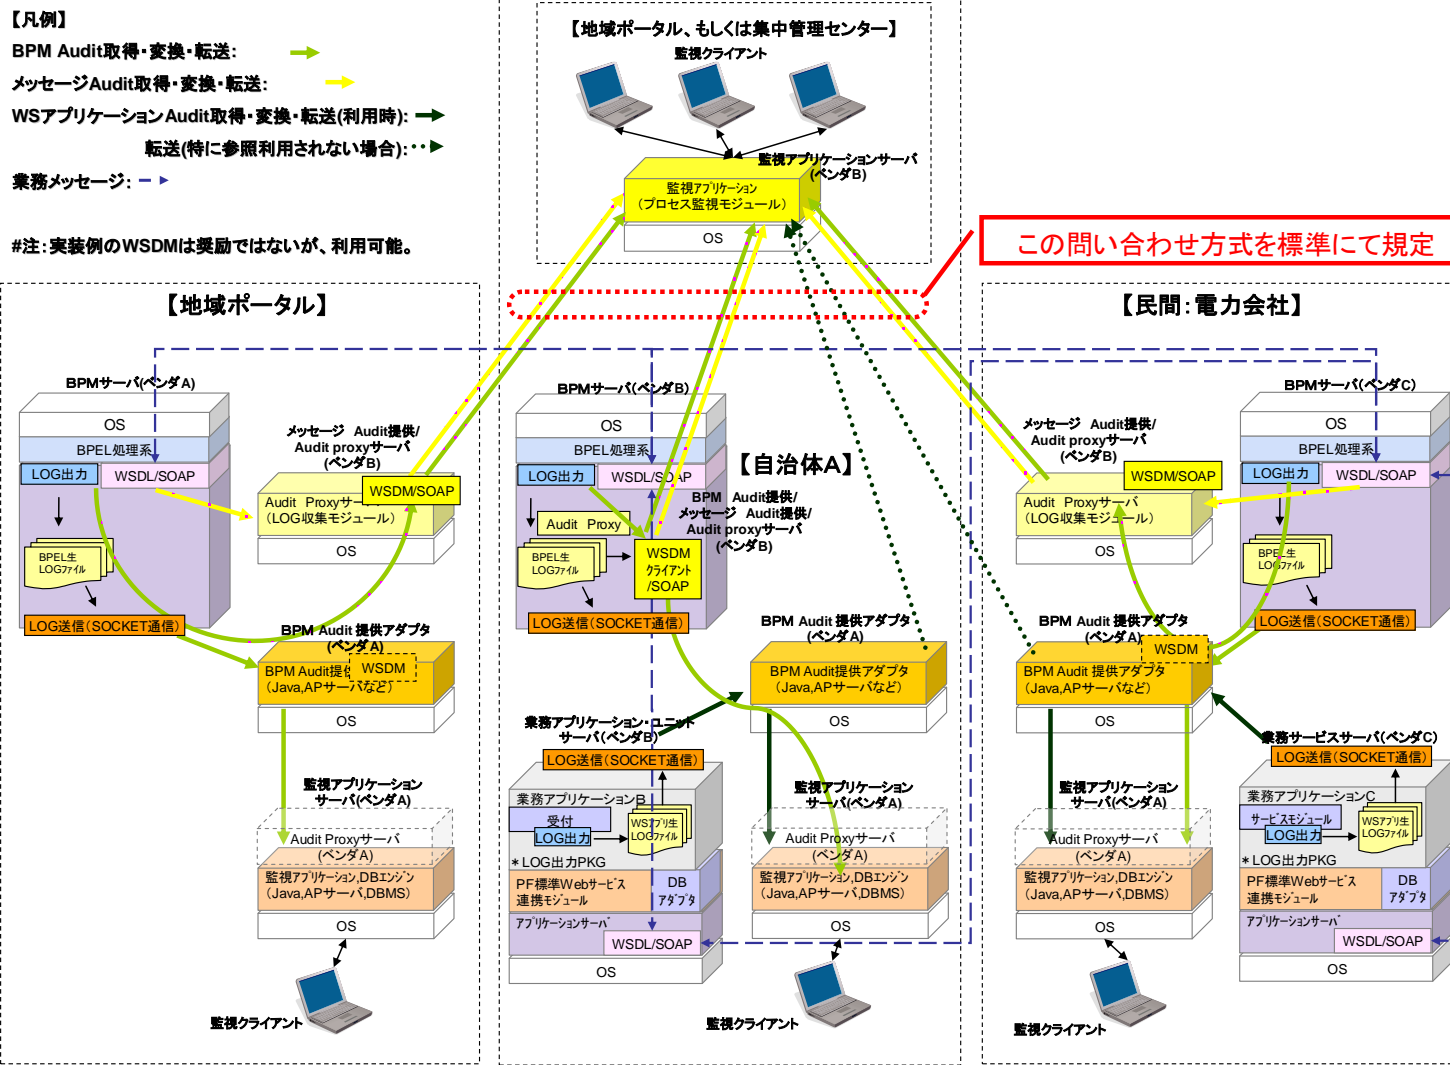 【凡例】
BPM Audit取得・変換・転送:
メッセージAudit取得・変換・転送:
WSアプリケーションAudit取得・変換・転送(利用時):
転送(特に参照利用されない場合):
業務メッセージ:
#注:実装例のWSDMは奨励ではないが、利用可能。
【地域ポータル、もしくは集中管理センター】
監視クライアント
監視アプリケーションサーバ
(ベンダB)
監視アプリケーション
(プロセス監視モジュール)
OS
この問い合わせ方式を標準にて規定
【地域ポータル】
BPMサーバ(ベンダA)
OS
BPEL処理系
LOG出力
WSDL/SOAP
BPEL生
LOGファイル
LOG送信(SOCKET通信)
メッセージ Audit提供/
Audit proxyサーバ
(ベンダB)
WSDM/SOAP
Audit Proxyサーバ
(LOG収集モジュール)
OS
BPM Audit 提供アダプタ
(ベンダA)
WSDM
BPM Audit提
(Java,APサーバなど)
OS
監視アプリケーション
サーバ(ベンダA)
Audit Proxyサーバ
(ベンダA)
監視アプリケーション,DBエンジン
(Java,APサーバ,DBMS)
OS
監視クライアント
【自治体A】
BPMサーバ(ベンダB)
OS
BPEL処理系
LOG出力
WSDL/SOAP
Audit Proxy
BPEL生
LOGファイル
WSDM
クライアント
/SOAP
LOG送信(SOCKET通信)
BPM Audit提供/
メッセージ Audit提供/
Audit proxyサーバ
(ベンダB)
BPM Audit 提供アダプタ
(ベンダA)
BPM Audit提供アダプタ
(Java,APサーバなど)
OS
業務アプリケーション・ユニット
サーバ(ベンダB)
LOG送信(SOCKET通信)
業務アプリケーションB
受付
LOG出力
WSアプリ生
LOGファイル
*LOG出力PKG
PF標準Webサービス
連携モジュール
DB
アダプタ
アプリケーションサーバ
WSDL/SOAP
OS
監視アプリケーション
サーバ(ベンダA)
Audit Proxyサーバ
(ベンダA)
監視アプリケーション,DBエンジン
(Java,APサーバ,DBMS)
OS
監視クライアント
【民間:電力会社】
BPMサーバ(ベンダC)
OS
BPEL処理系
LOG出力
WSDL/SOAP
BPEL生
LOGファイル
LOG送信(SOCKET通信)
メッセージ Audit提供/
Audit proxyサーバ
(ベンダB)
WSDM/SOAP
Audit Proxyサーバ
(LOG収集モジュール)
OS
BPM Audit 提供アダプタ
(ベンダA)
WSDM
BPM Audit 提供アダプタ
(Java,APサーバなど)
OS
業務サービスサーバ(ベンダC)
LOG送信(SOCKET通信)
業務アプリケーションC
サービスモジュール
LOG出力
WSアプリ生
LOGファイル
*LOG出力PKG
PF標準Webサービス
連携モジュール
DB
アダプタ
アプリケーションサーバ
WSDL/SOAP
OS
監視アプリケーション
サーバ(ベンダA)
Audit Proxyサーバ
(ベンダA)
監視アプリケーション,DBエンジン
(Java,APサーバ,DBMS)
OS
監視クライアント